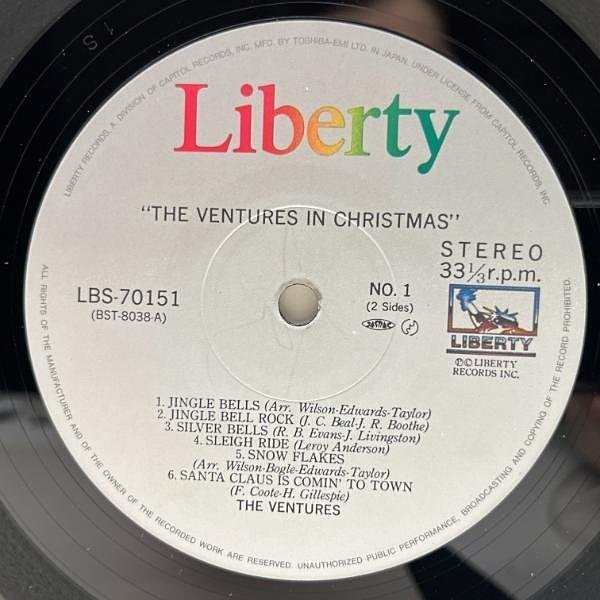 LIBERTY RECORDS, A DIVISION OF CAPITOL RECORDS, INC. MFD. BY TOSHIBA-EMI LTD. IN JAPAN. UNDER LICENSE FROM CAPITOL RECORDS, INC.
Liberty
"THE VENTURES IN CHRISTMAS"
STEREO
33⅓r.p.m.
LBS-70151
(BST-8038-A)
NO. 1
(2 Sides)
LIBERTY
℗©LIBERTY
RECORDS INC.
1. JINGLE BELLS (Arr. Wilson-Edwards-Taylor)
2. JINGLE BELL ROCK (J. C. Beal-J. R. Boothe)
3. SILVER BELLS (R. B. Evans-J. Livingston)
4. SLEIGH RIDE (Leroy Anderson)
5. SNOW FLAKES
(Arr. Wilson-Bogle-Edwards-Taylor)
6. SANTA CLAUS IS COMIN' TO TOWN
(F. Coote-H. Gillespie)
THE VENTURES
ALL RIGHTS OF THE MANUFACTURER AND OF THE OWNER OF THE RECORDED WORK ARE RESERVED. UNAUTHORIZED PUBLIC PERFORMANCE, BROADCASTING AND COPYING OF THE RECORD PROHIBITED.